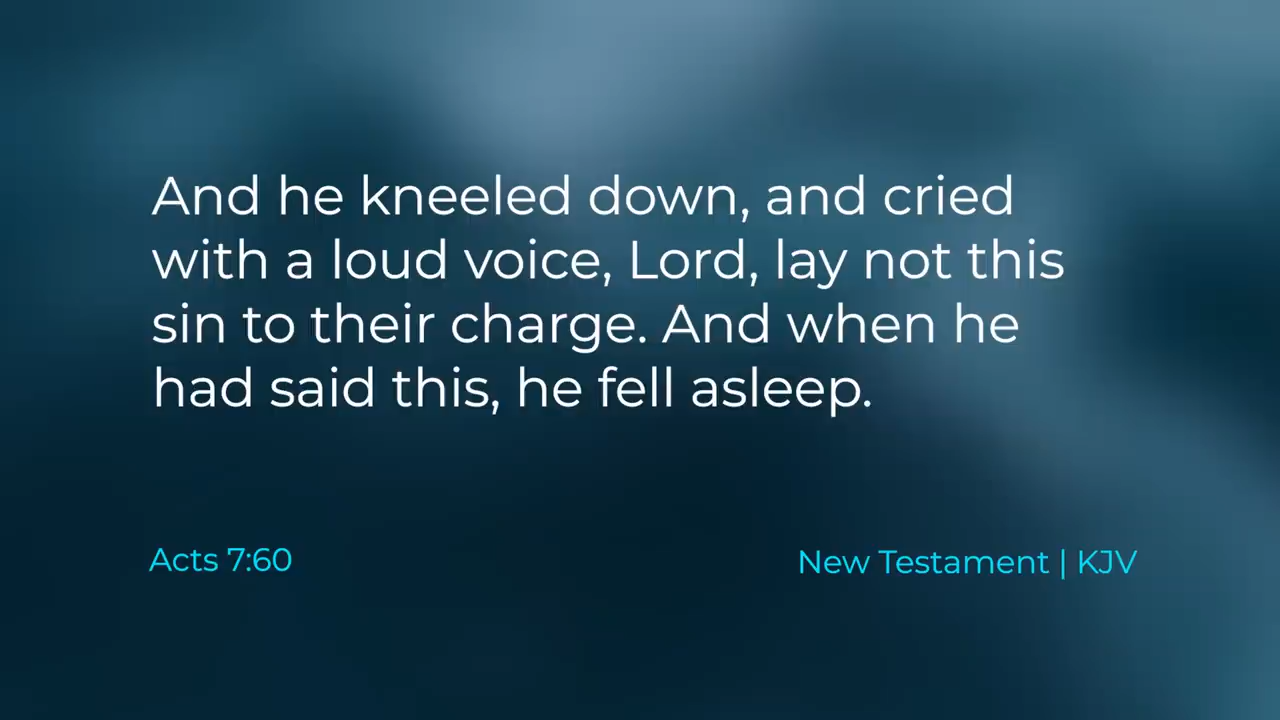 And he kneeled down, and cried
with a loud voice, Lord, lay not this
sin to their charge. And when he
had said this, he fell asleep.
Acts 7:60
New Testament | KJV